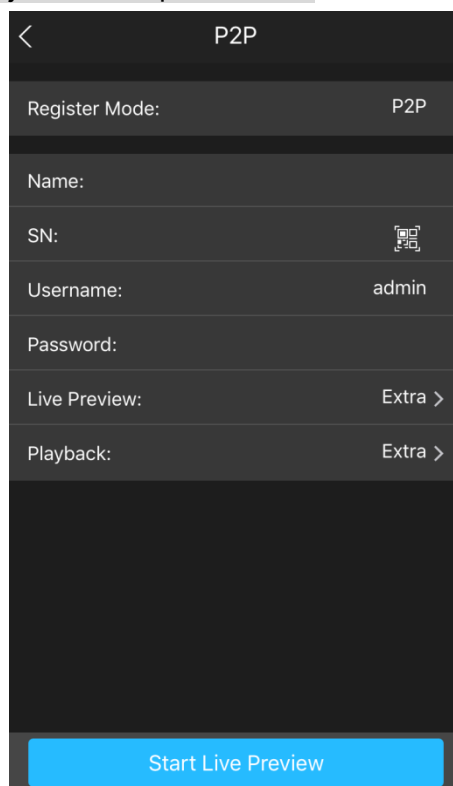 P2P
Register Mode: P2P
Name:
SN:
Username: admin
Password:
Live Preview: Extra >
Playback: Extra >
Start Live Preview